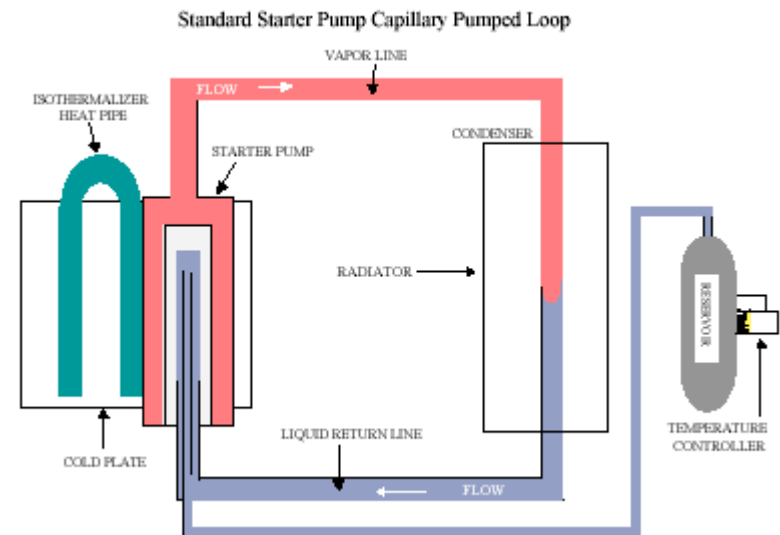 Standard Starter Pump Capillary Pumped Loop
VAPOR LINE
FLOW
ISOTHERMALIZER
HEAT PIPE
STARTER PUMP
CONDENSER
RADIATOR
RESERVOIR
LIQUID RETURN LINE
COLD PLATE
TEMPERATURE
CONTROLLER
FLOW